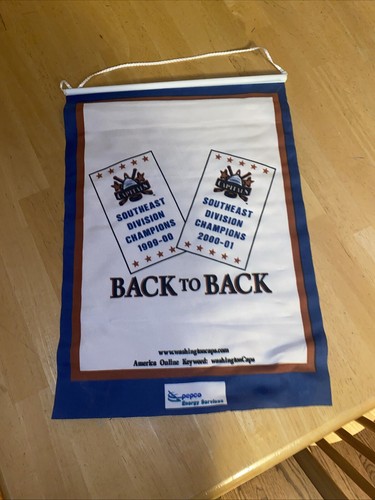 CAPITALS
SOUTHEAST
DIVISION
CHAMPIONS
1999-00
CAPITALS
SOUTHEAST
DIVISION
CHAMPIONS
2000-01
BACK TO BACK
www.washingtoncaps.com
America Online Keyword: washingtonCaps
pepco
Energy Services